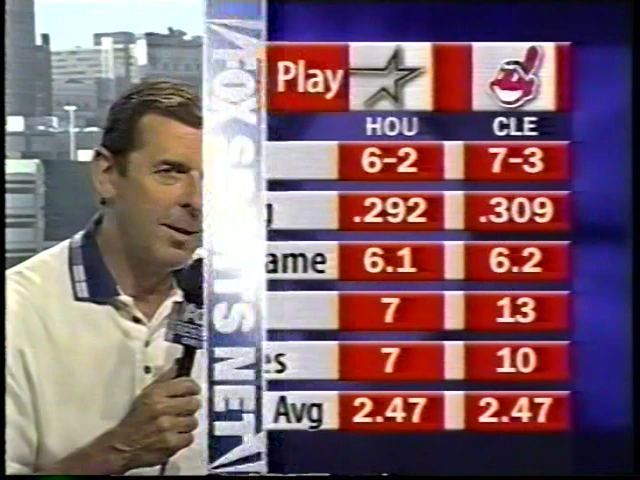 FOX SPORTS NET
Play
HOU CLE
6-2 7-3
.292 .309
ame 6.1 6.2
7 13
es 7 10
Avg 2.47 2.47